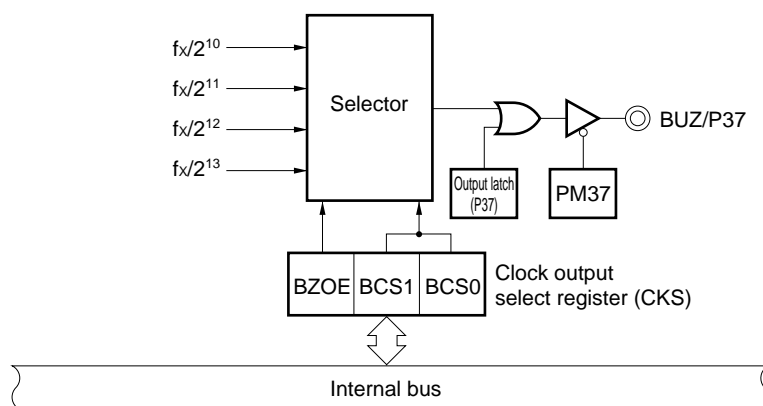 fX/2¹⁰
fX/2¹¹
fX/2¹²
fX/2¹³
Selector
BUZ/P37
Output latch
(P37)
PM37
BZOE
BCS1
BCS0
Clock output
select register (CKS)
Internal bus